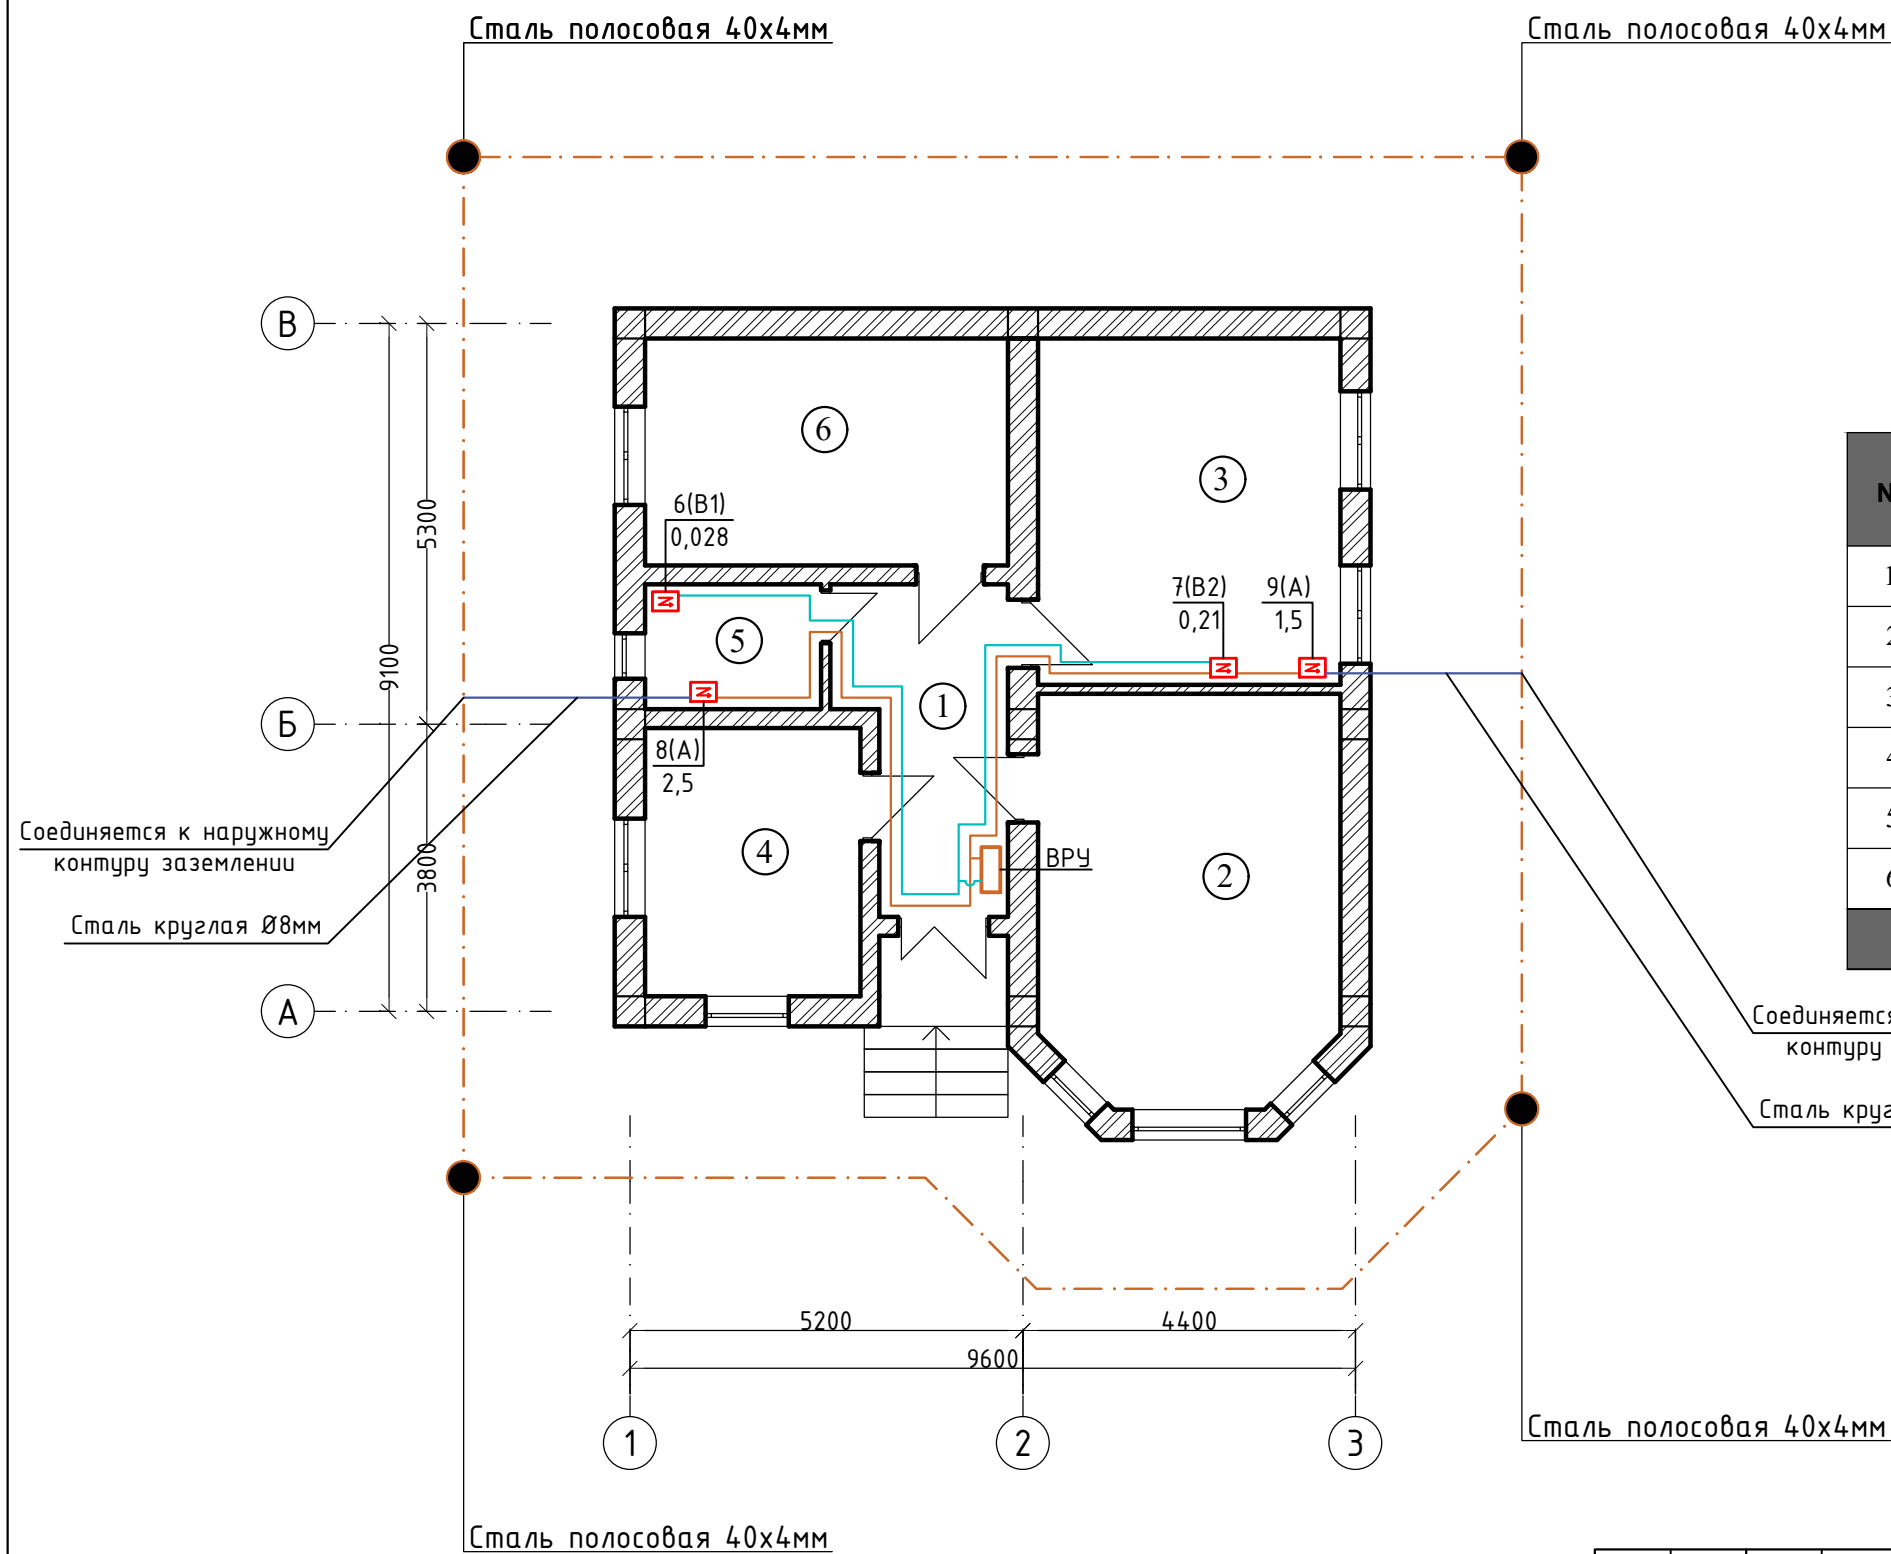 Сталь полосовая 40х4мм
Сталь полосовая 40х4мм
В
5300
9100
6
3
6(В1)
0,028
7(В2)
0,21
9(А)
1,5
5
1
Б
8(А)
2,5
Соединяется к наружному
контуру заземлении
3800
4
ВРУ
2
Сталь круглая Ø8мм
А
Соединяется
контуру
5200
4400
9600
1
2
3
Сталь полосовая 40х4мм
Сталь полосовая 40х4мм